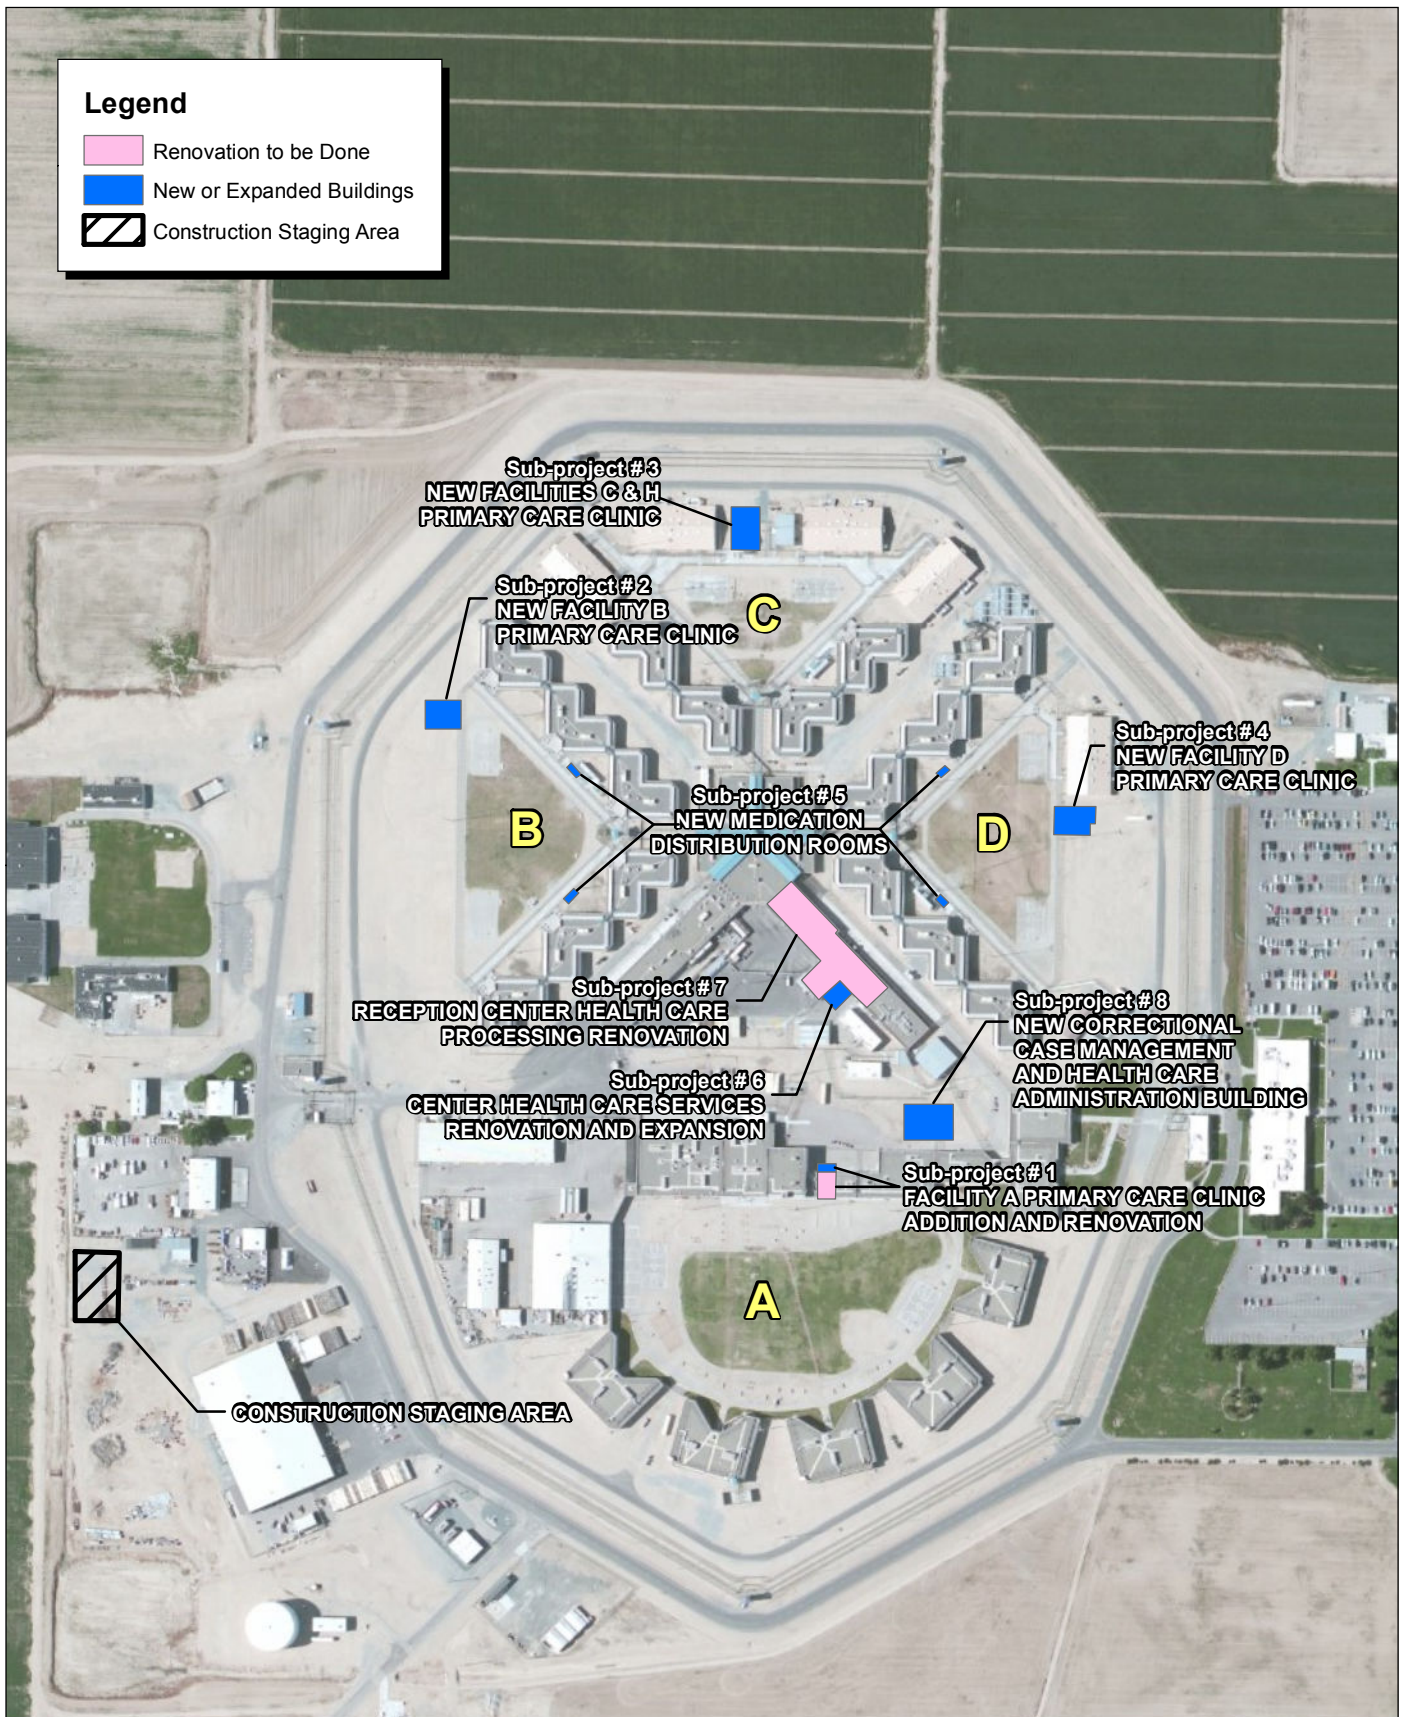 Legend
Renovation to be Done
New or Expanded Buildings
Construction Staging Area
Sub-project # 3
NEW FACILITIES C & H
PRIMARY CARE CLINIC
Sub-project # 2
NEW FACILITY B
PRIMARY CARE CLINIC
C
Sub-project # 4
NEW FACILITY D
PRIMARY CARE CLINIC
Sub-project # 5
NEW MEDICATION
DISTRIBUTION ROOMS
B
D
Sub-project # 7
RECEPTION CENTER HEALTH CARE
PROCESSING RENOVATION
Sub-project # 8
NEW CORRECTIONAL
CASE MANAGEMENT
AND HEALTH CARE
ADMINISTRATION BUILDING
Sub-project # 6
CENTER HEALTH CARE SERVICES
RENOVATION AND EXPANSION
Sub-project # 1
FACILITY A PRIMARY CARE CLINIC
ADDITION AND RENOVATION
A
CONSTRUCTION STAGING AREA